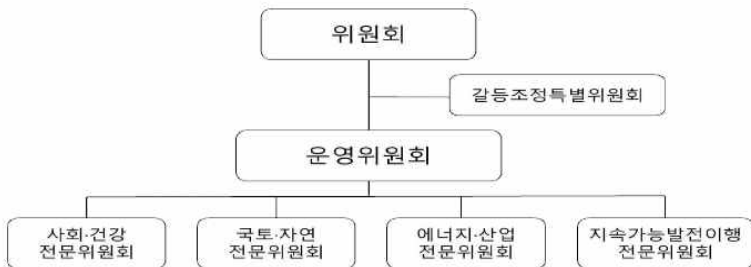 위원회
갈등조정특별위원회
운영위원회
사회·건강
전문위원회
국토·자연
전문위원회
에너지·산업
전문위원회
지속가능발전이행
전문위원회